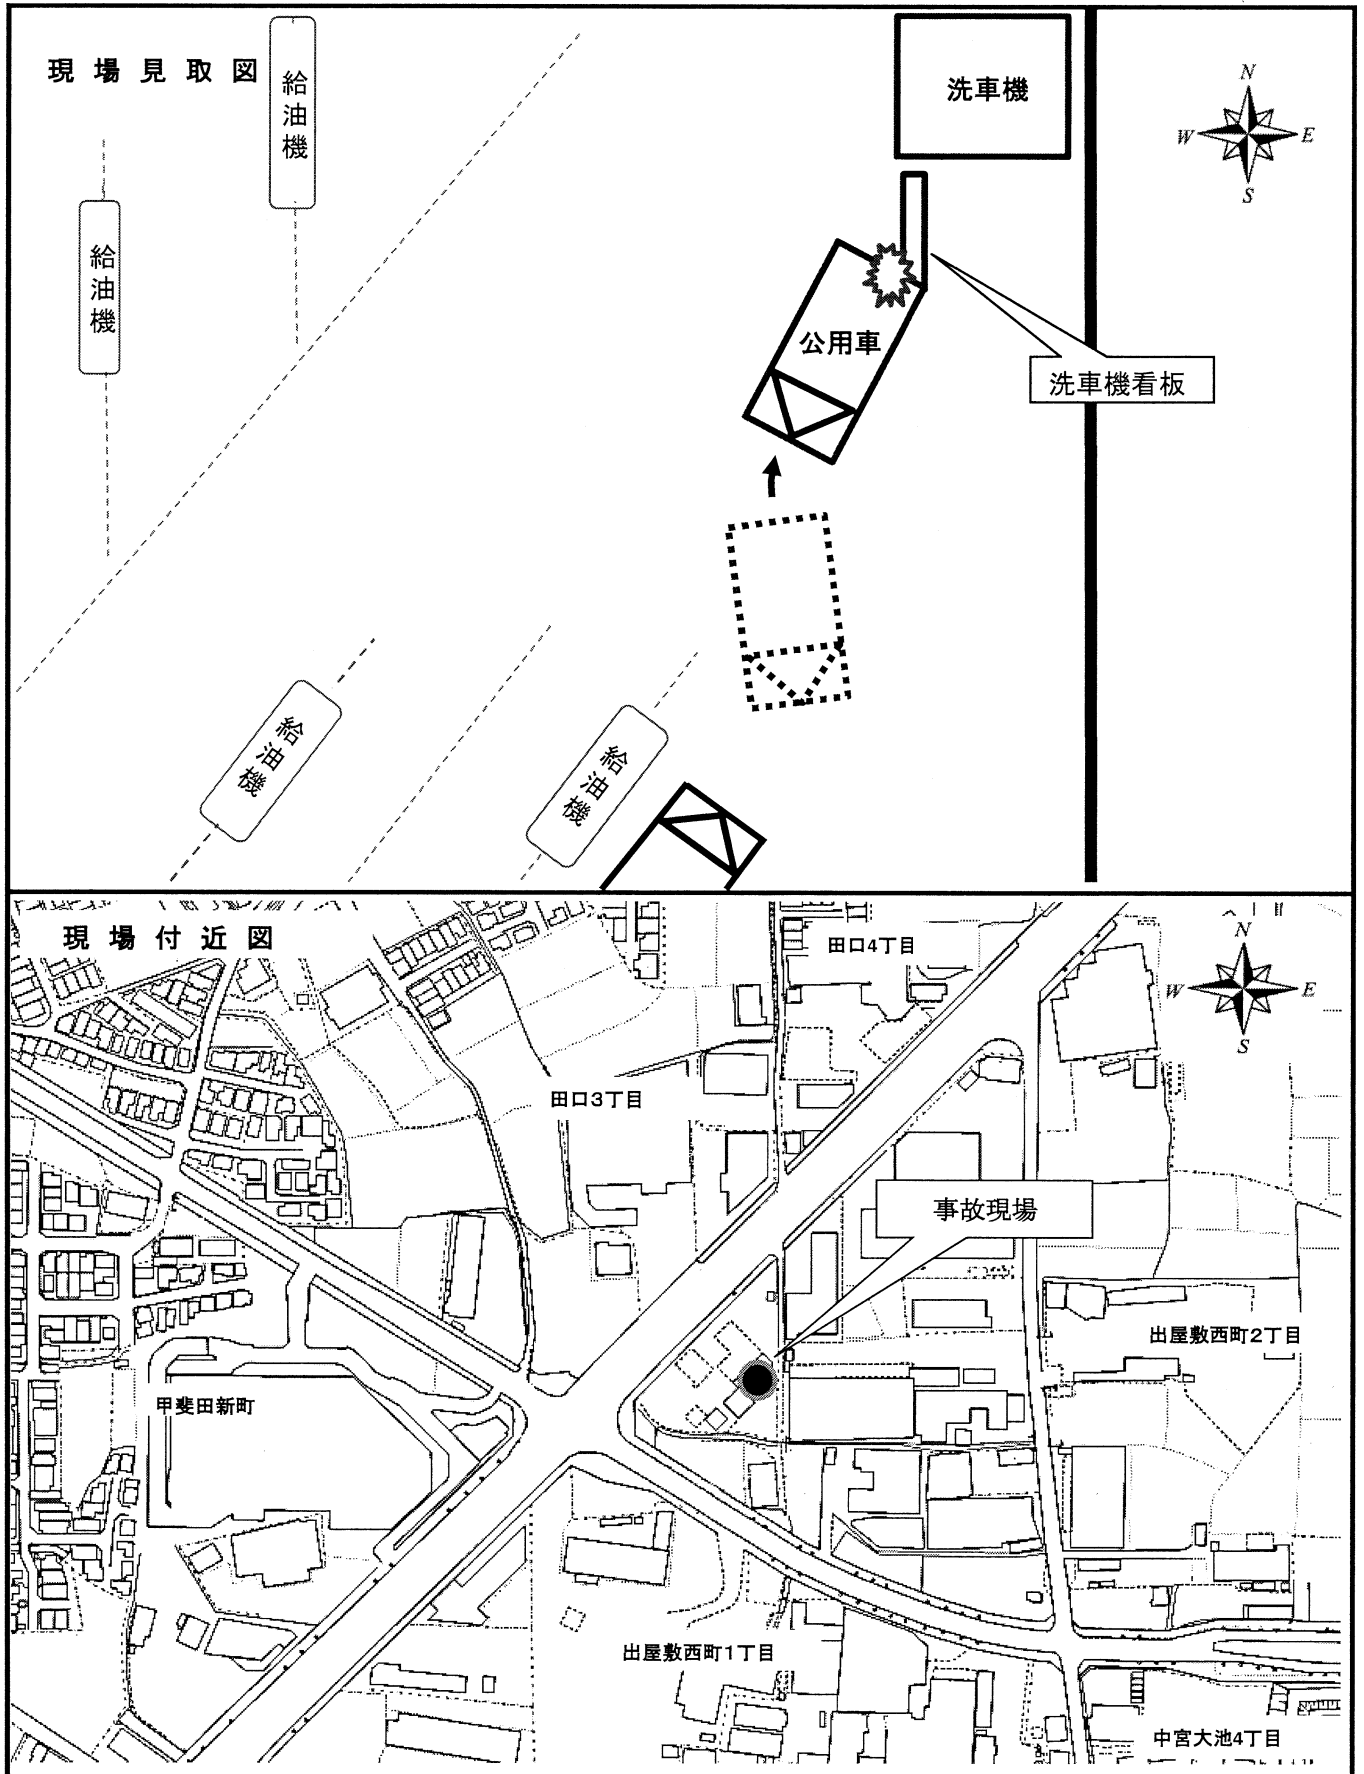 現場見取図
給油機
給油機
洗車機
N
W
E
S
公用車
洗車機看板
給油機
給油機
現場付近図
田口4丁目
N
W
E
S
田口3丁目
事故現場
出屋敷西町2丁目
甲斐田新町
出屋敷西町1丁目
中宮大池4丁目